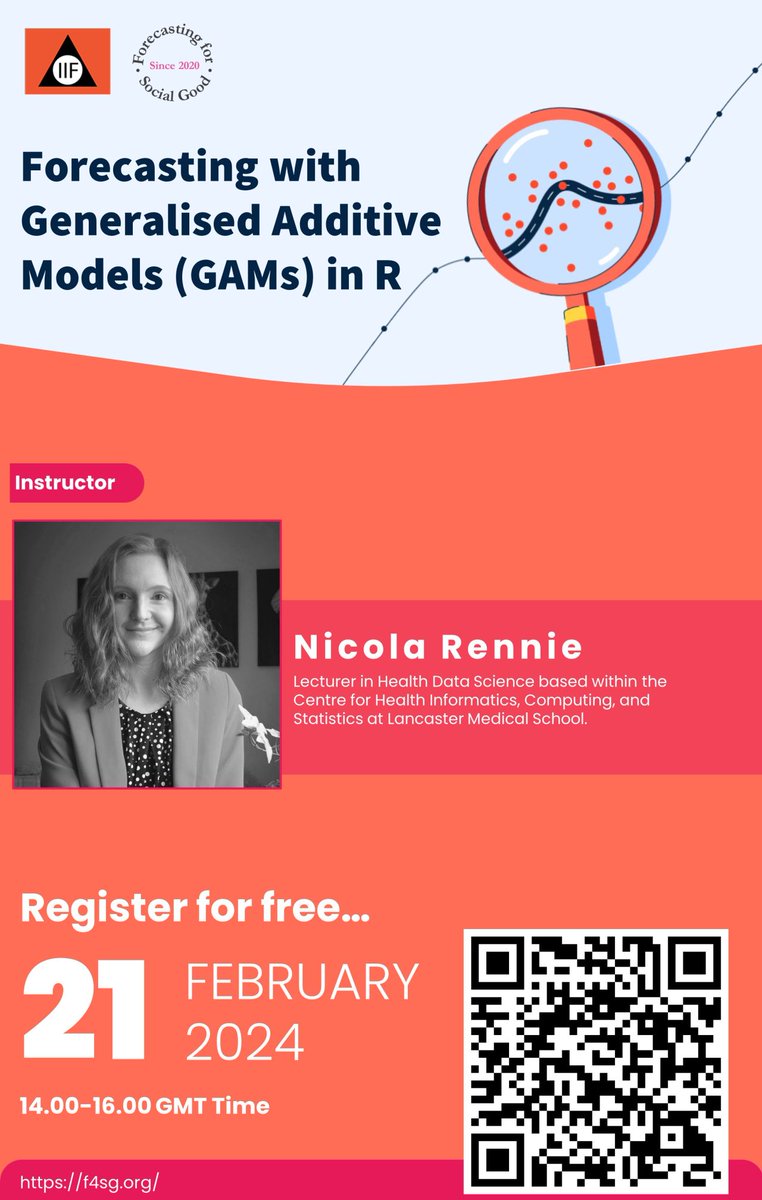 IIF
Forecasting for
Since 2020
Social Good
Forecasting with
Generalised Additive
Models (GAMs) in R
Instructor
Nicola Rennie
Lecturer in Health Data Science based within the
Centre for Health Informatics, Computing, and
Statistics at Lancaster Medical School.
Register for free...
21
FEBRUARY
2024
14.00-16.00 GMT Time
https://f4sg.org/